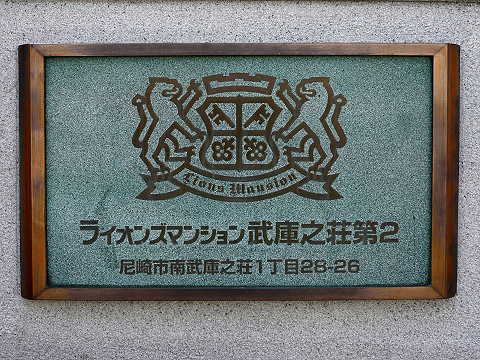 Lions Mansion
ライオンズマンション武庫之荘第2
尼崎市南武庫之荘1丁目28-26